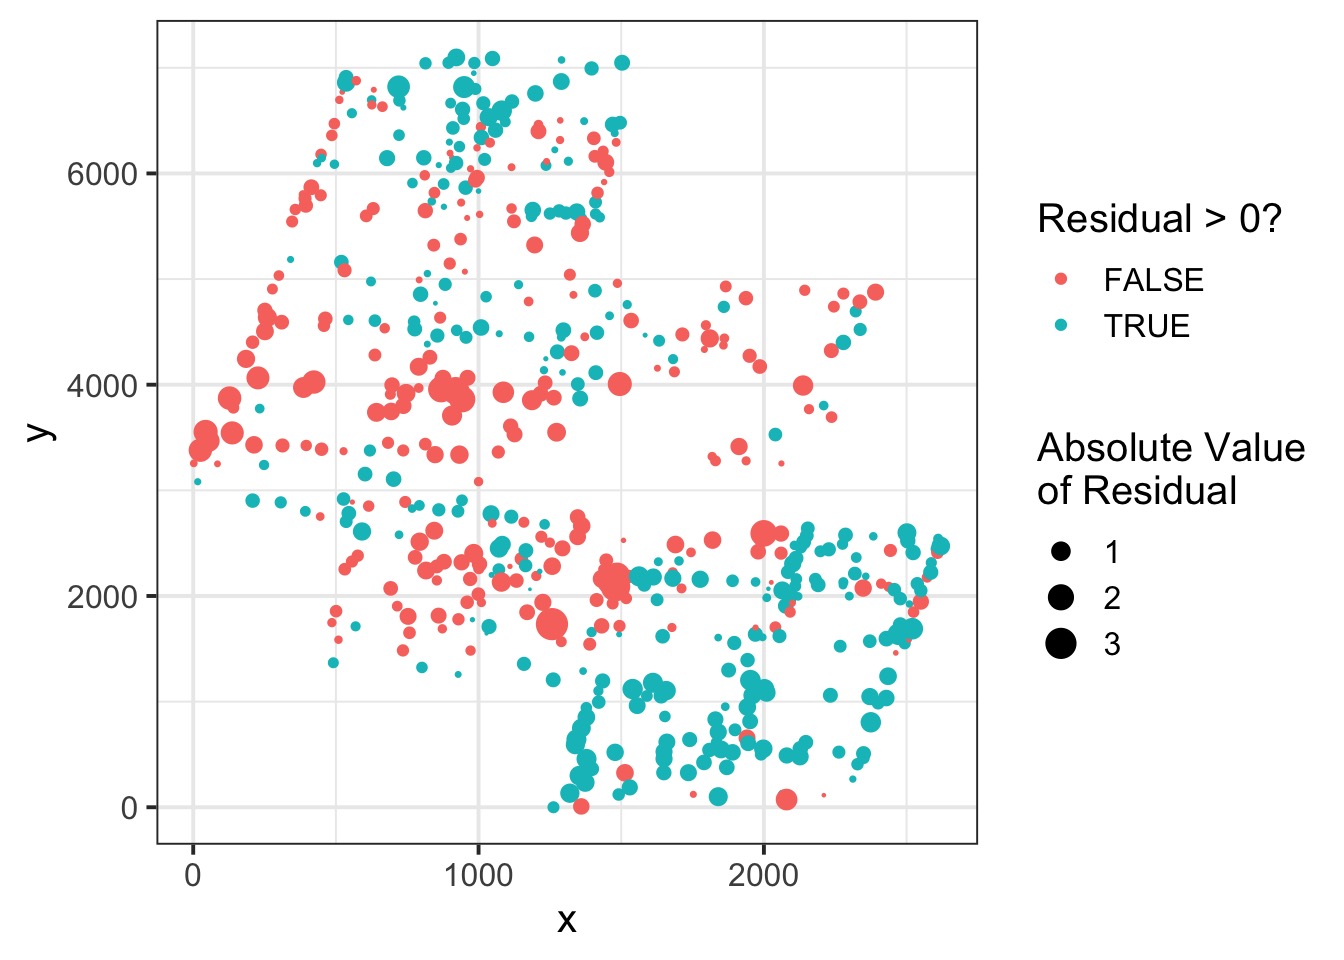 6000
4000
2000
0
y
0
1000
2000
x
Residual > 0?
FALSE
TRUE
Absolute Value
of Residual
1
2
3